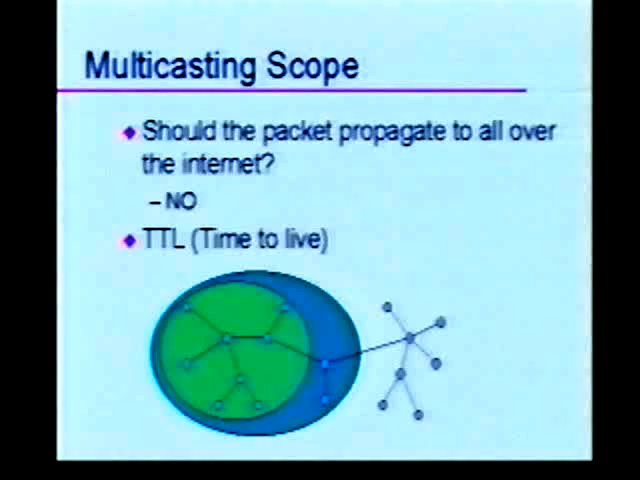 Multicasting Scope
Should the packet propagate to all over
the internet?
– NO
TTL (Time to live)